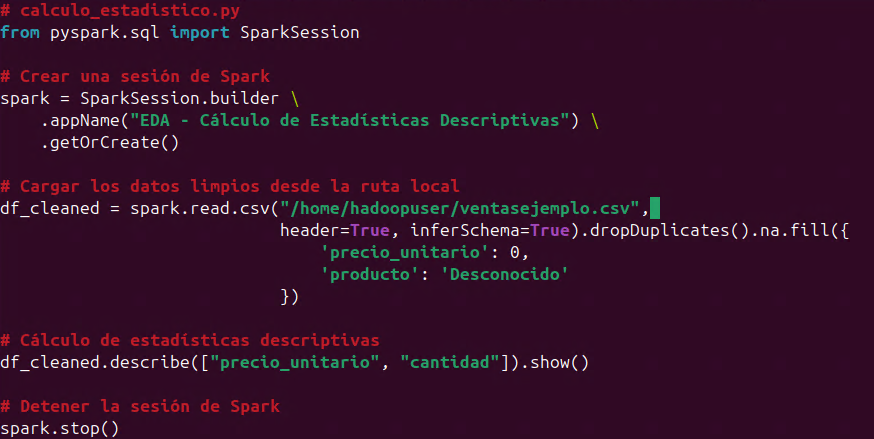 # calculo_estadistico.py
from pyspark.sql import SparkSession
# Crear una sesión de Spark
spark = SparkSession.builder \
    .appName("EDA - Cálculo de Estadísticas Descriptivas") \
    .getOrCreate()
# Cargar los datos limpios desde la ruta local
df_cleaned = spark.read.csv("/home/hadoopuser/ventasejemplo.csv",
                            header=True, inferSchema=True).dropDuplicates().na.fill({
                                'precio_unitario': 0,
                                'producto': 'Desconocido'
                            })
# Cálculo de estadísticas descriptivas
df_cleaned.describe(["precio_unitario", "cantidad"]).show()
# Detener la sesión de Spark
spark.stop()